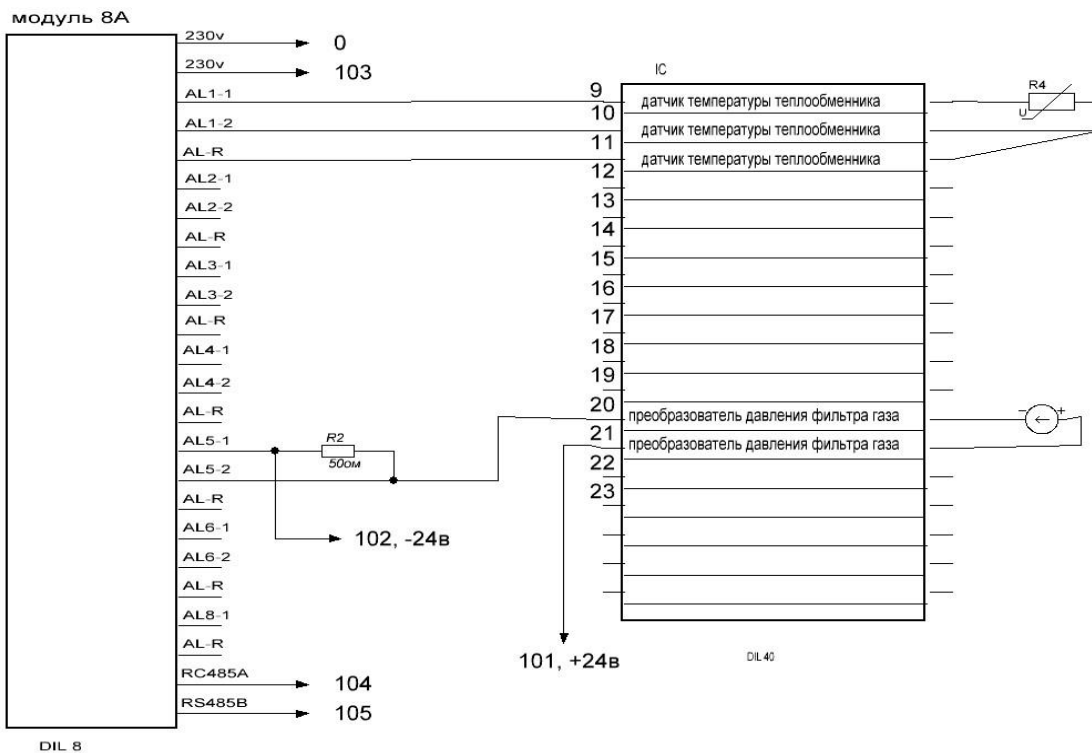 модуль 8А
230v
0
230v
103
AL1-1
AL1-2
AL-R
AL2-1
AL2-2
AL-R
AL3-1
AL3-2
AL-R
AL4-1
AL4-2
AL-R
AL5-1
AL5-2
AL-R
AL6-1
AL6-2
AL-R
AL8-1
AL-R
RC485A
104
RS485B
105
DIL 8
R2
50ом
102, -24в
101, +24в
IC
9
датчик температуры теплообменника
10
датчик температуры теплообменника
11
датчик температуры теплообменника
12
13
14
15
16
17
18
19
20
преобразователь давления фильтра газа
21
преобразователь давления фильтра газа
22
23
DIL 40
R4
U
- +